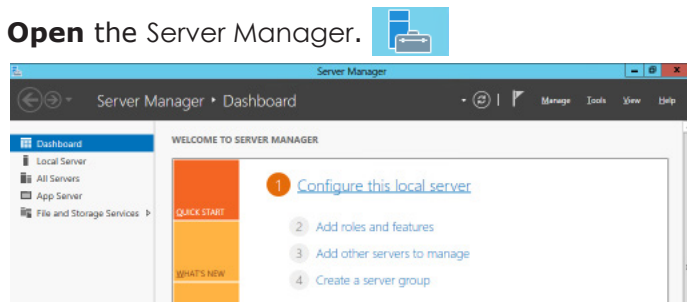 Open the Server Manager.
Server Manager
Server Manager • Dashboard
Manage Tools View Help
Dashboard
Local Server
All Servers
App Server
File and Storage Services
WELCOME TO SERVER MANAGER
QUICK START
WHAT'S NEW
1 Configure this local server
2 Add roles and features
3 Add other servers to manage
4 Create a server group